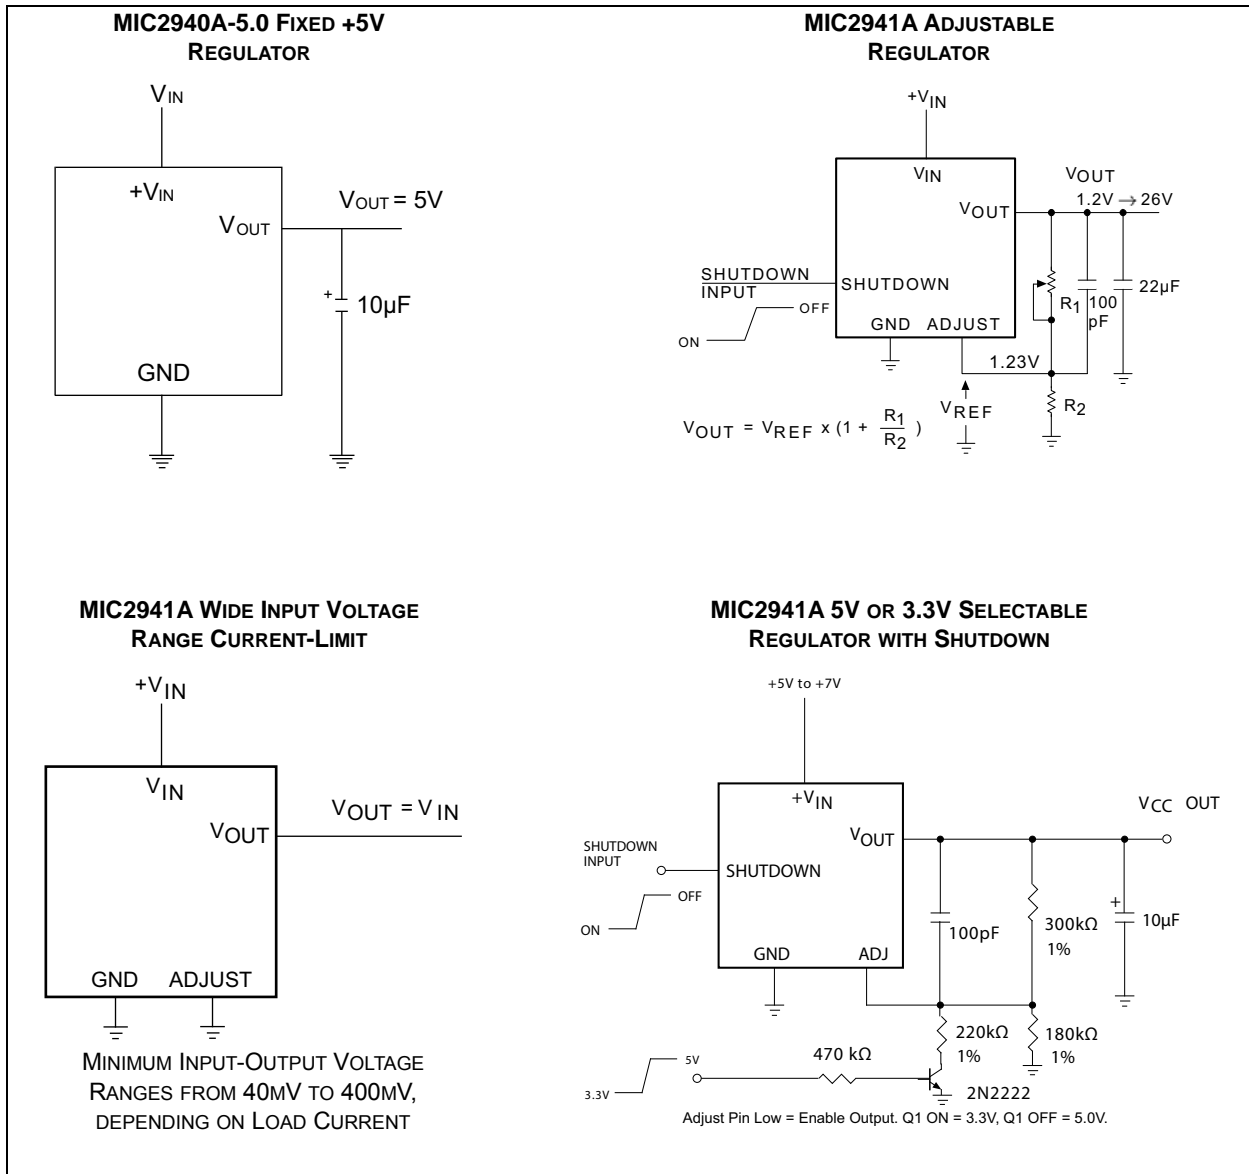 MIC2940A-5.0 FIXED +5V
REGULATOR
VIN
+VIN
VOUT
VOUT = 5V
+
10µF
GND
MIC2941A ADJUSTABLE
REGULATOR
+VIN
VIN
VOUT
VOUT
1.2V → 26V
SHUTDOWN
INPUT
SHUTDOWN
OFF
ON
R1
100
pF
22µF
GND
ADJUST
1.23V
VREF
R2
VOUT = VREF x (1 + R1/R2 )
MIC2941A WIDE INPUT VOLTAGE
RANGE CURRENT-LIMIT
+VIN
VIN
VOUT
VOUT = VIN
GND
ADJUST
MINIMUM INPUT-OUTPUT VOLTAGE
RANGES FROM 40MV TO 400MV,
DEPENDING ON LOAD CURRENT
MIC2941A 5V OR 3.3V SELECTABLE
REGULATOR WITH SHUTDOWN
+5V to +7V
+VIN
VCC OUT
VOUT
SHUTDOWN
INPUT
SHUTDOWN
OFF
ON
100pF
300kΩ
1%
+
10µF
GND
ADJ
220kΩ
1%
180kΩ
1%
470 kΩ
5V
3.3V
2N2222
Adjust Pin Low = Enable Output. Q1 ON = 3.3V, Q1 OFF = 5.0V.